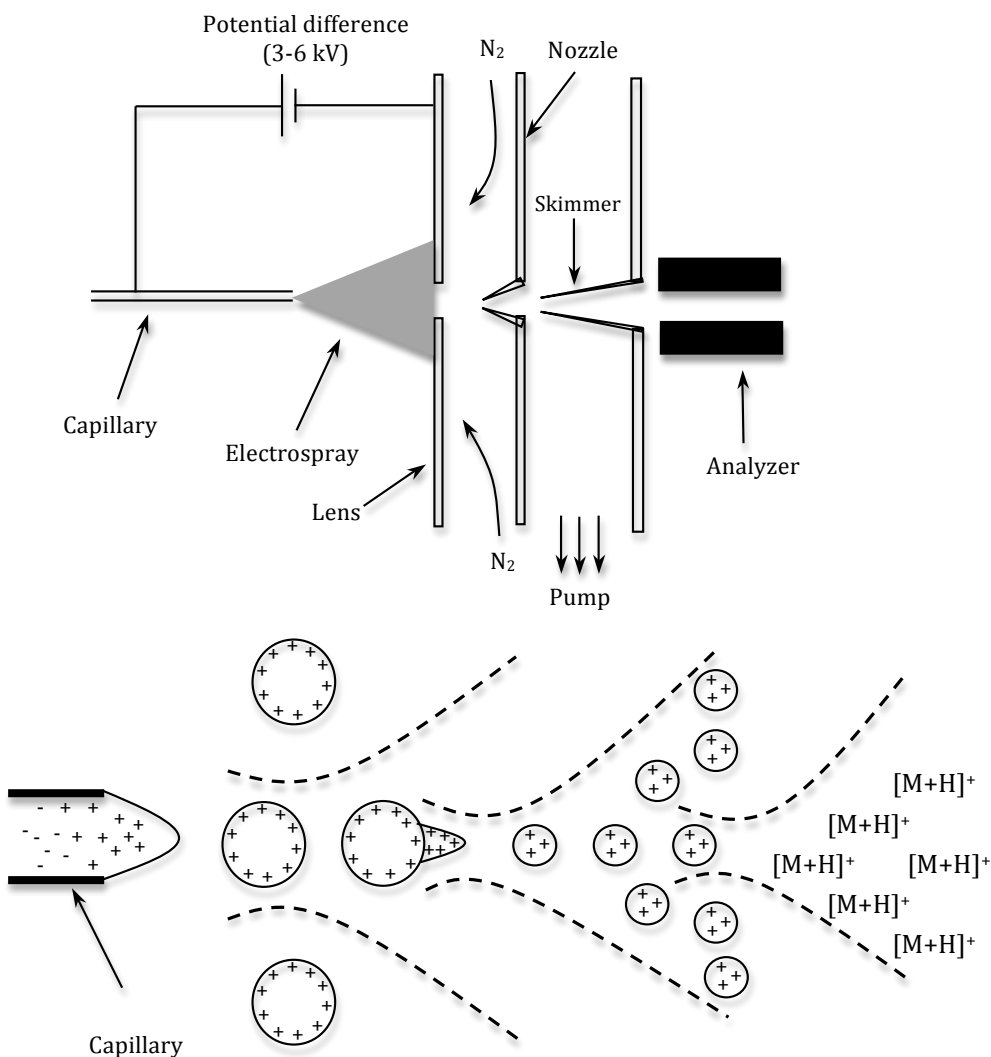 Potential difference
(3-6 kV)
N₂
Nozzle
Skimmer
Capillary
Electrospray
Lens
N₂
Analyzer
Pump
+ + + + + + + + + + +
- + +
- - - + + +
- - + + + +
- - - + + +
- - +
+ + + + + + + + + + +
+ + + + + + + + +
+ + + + + + +
+ + +
+ + +
+ + +
+ + +
+ + +
+ + +
+ + +
+ + +
+ + +
[M+H]⁺
[M+H]⁺
[M+H]⁺ [M+H]⁺
[M+H]⁺
[M+H]⁺
+ + + + + + + + + + +
Capillary